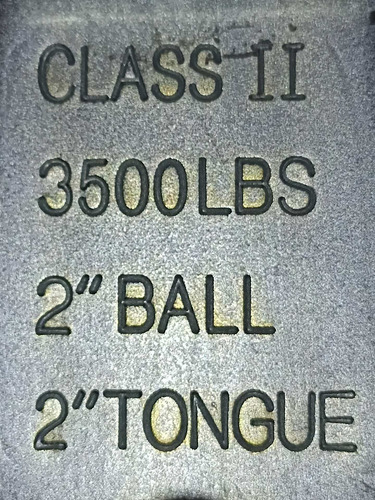 CLASS II
3500LBS
2" BALL
2" TONGUE